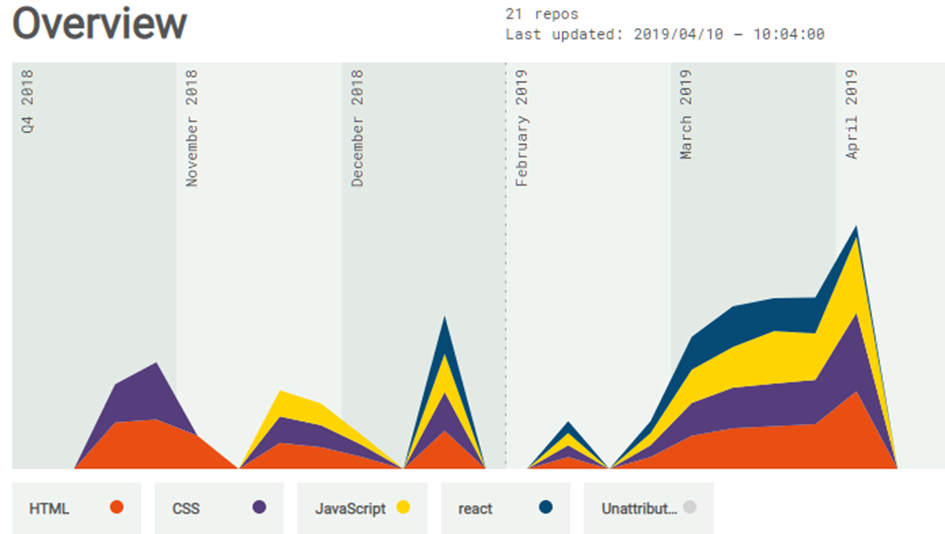 Overview
21 repos
Last updated: 2019/04/10 – 10:04:00
Q4 2018
November 2018
December 2018
February 2019
March 2019
April 2019
HTML
CSS
JavaScript
react
Unattribut...